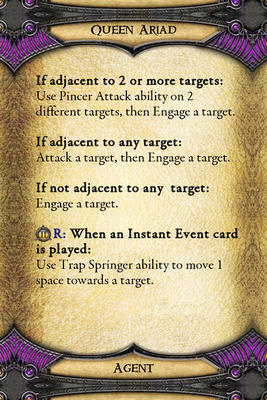 Queen Ariad
If adjacent to 2 or more targets:
Use Pincer Attack ability on 2
different targets, then Engage a target.
If adjacent to any target:
Attack a target, then Engage a target.
If not adjacent to any target:
Engage a target.
R: When an Instant Event card
is played:
Use Trap Springer ability to move 1
space towards a target.
Agent